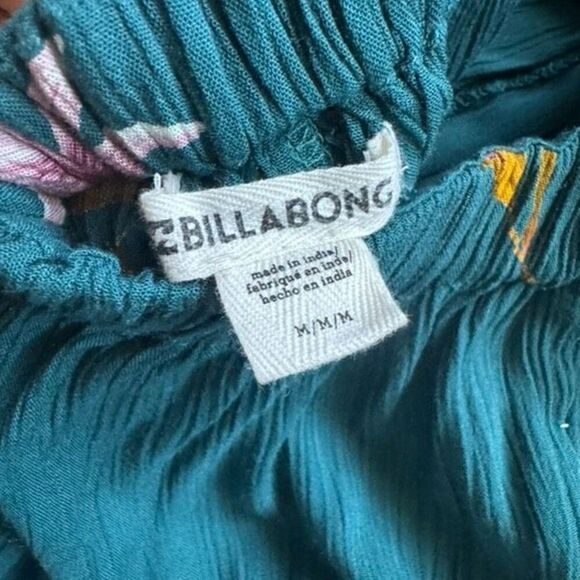 BILLABONG
made in india/
fabriqué en inde/
hecho en india
M/M/M